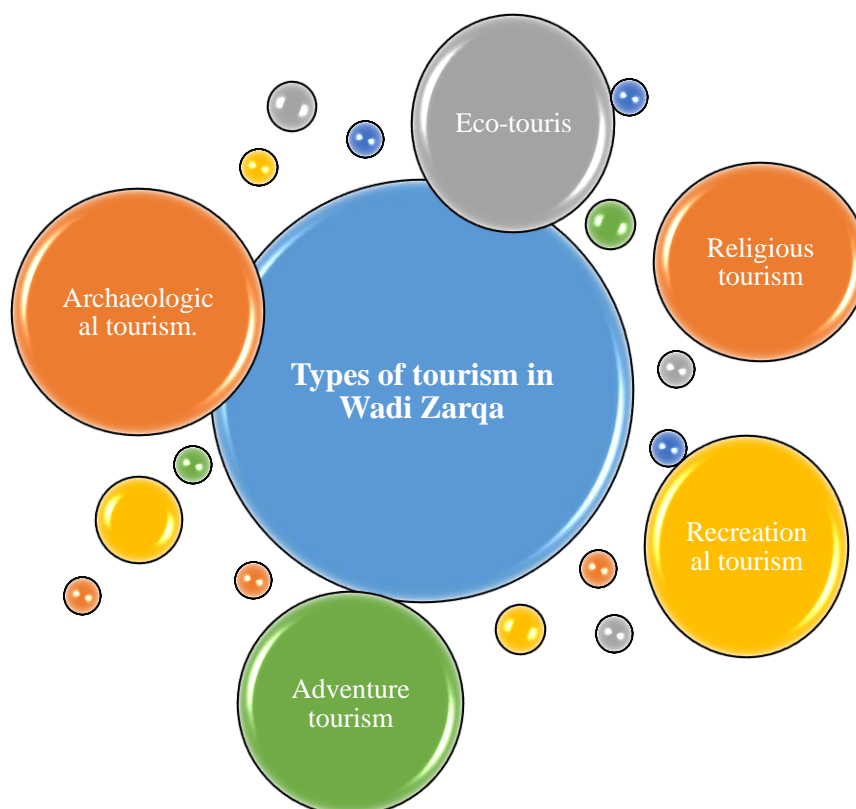 Eco-touris
Religious
tourism
Archaeologic
al tourism.
Types of tourism in
Wadi Zarqa
Recreation
al tourism
Adventure
tourism